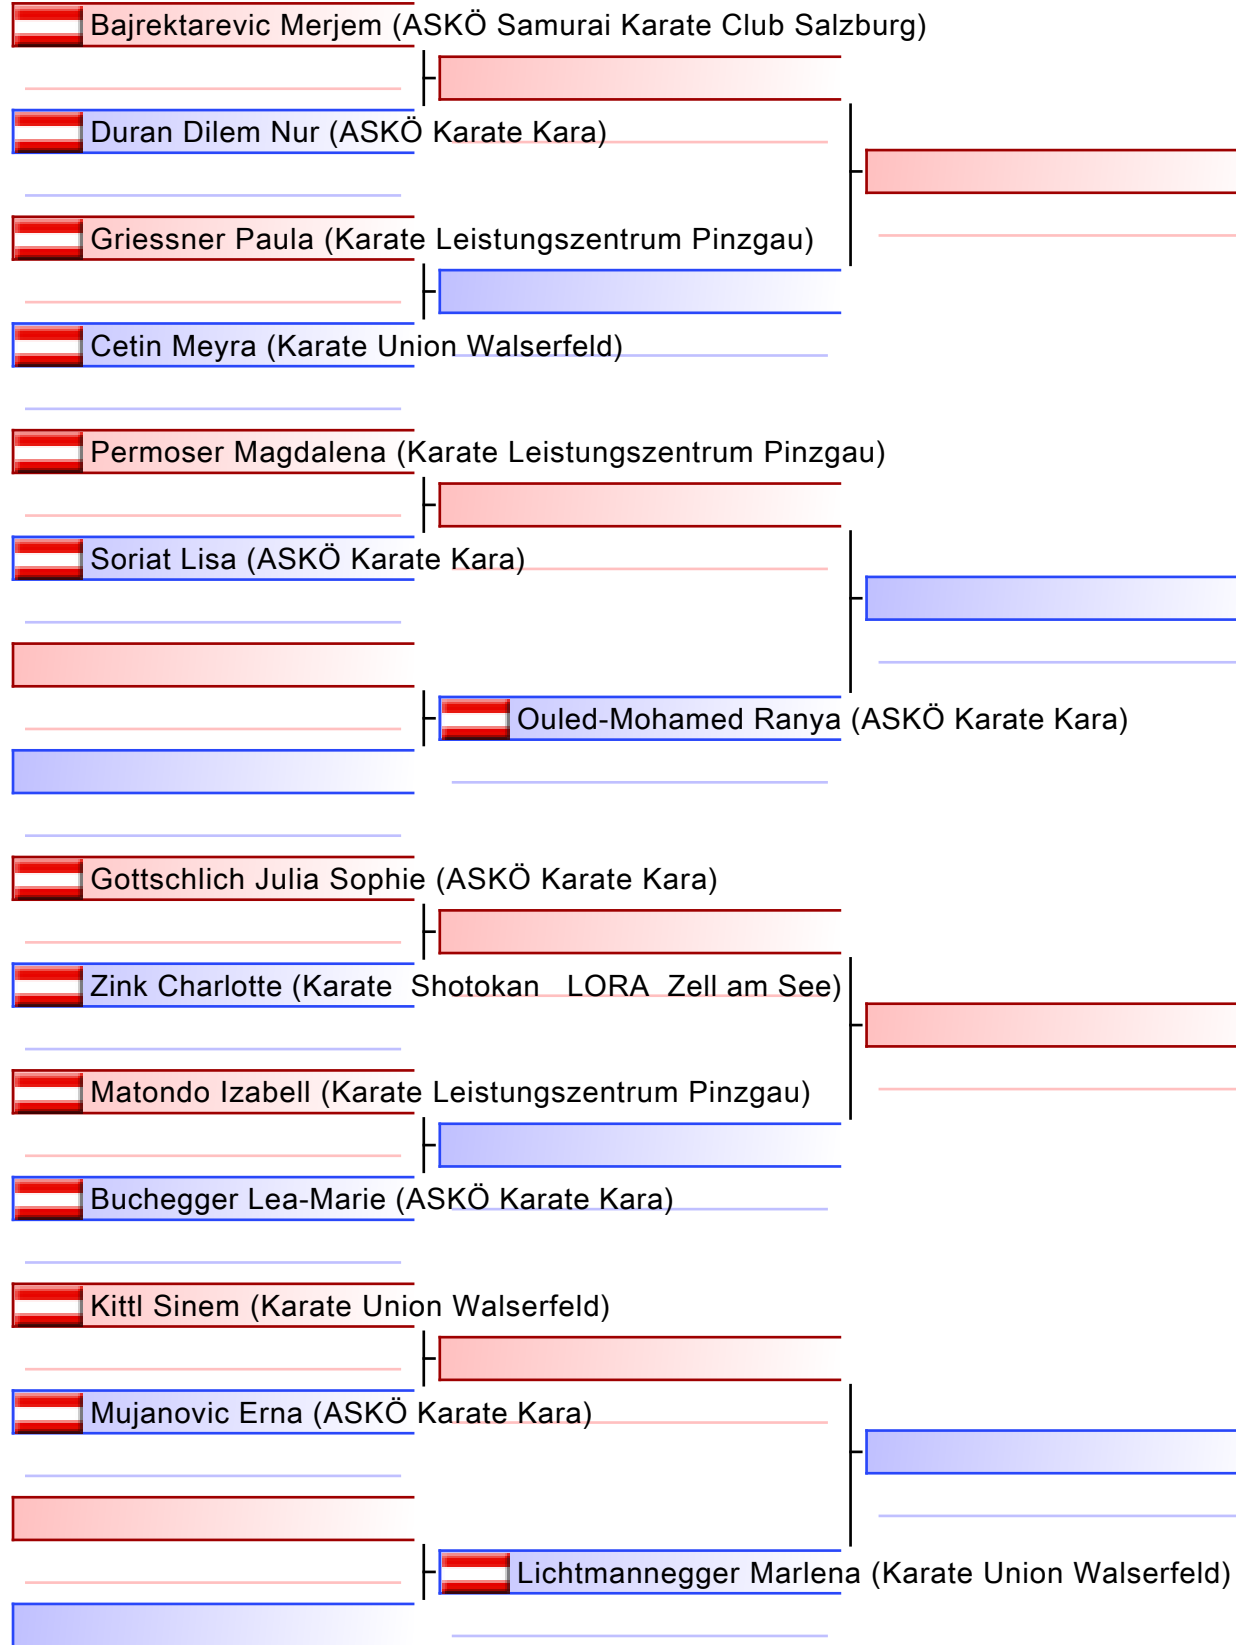 Bajrektarevic Merjem (ASKÖ Samurai Karate Club Salzburg)
Duran Dilem Nur (ASKÖ Karate Kara)
Griessner Paula (Karate Leistungszentrum Pinzgau)
Cetin Meyra (Karate Union Walserfeld)
Permoser Magdalena (Karate Leistungszentrum Pinzgau)
Soriat Lisa (ASKÖ Karate Kara)
Ouled-Mohamed Ranya (ASKÖ Karate Kara)
Gottschlich Julia Sophie (ASKÖ Karate Kara)
Zink Charlotte (Karate  Shotokan   LORA  Zell am See)
Matondo Izabell (Karate Leistungszentrum Pinzgau)
Buchegger Lea-Marie (ASKÖ Karate Kara)
Kittl Sinem (Karate Union Walserfeld)
Mujanovic Erna (ASKÖ Karate Kara)
Lichtmannegger Marlena (Karate Union Walserfeld)